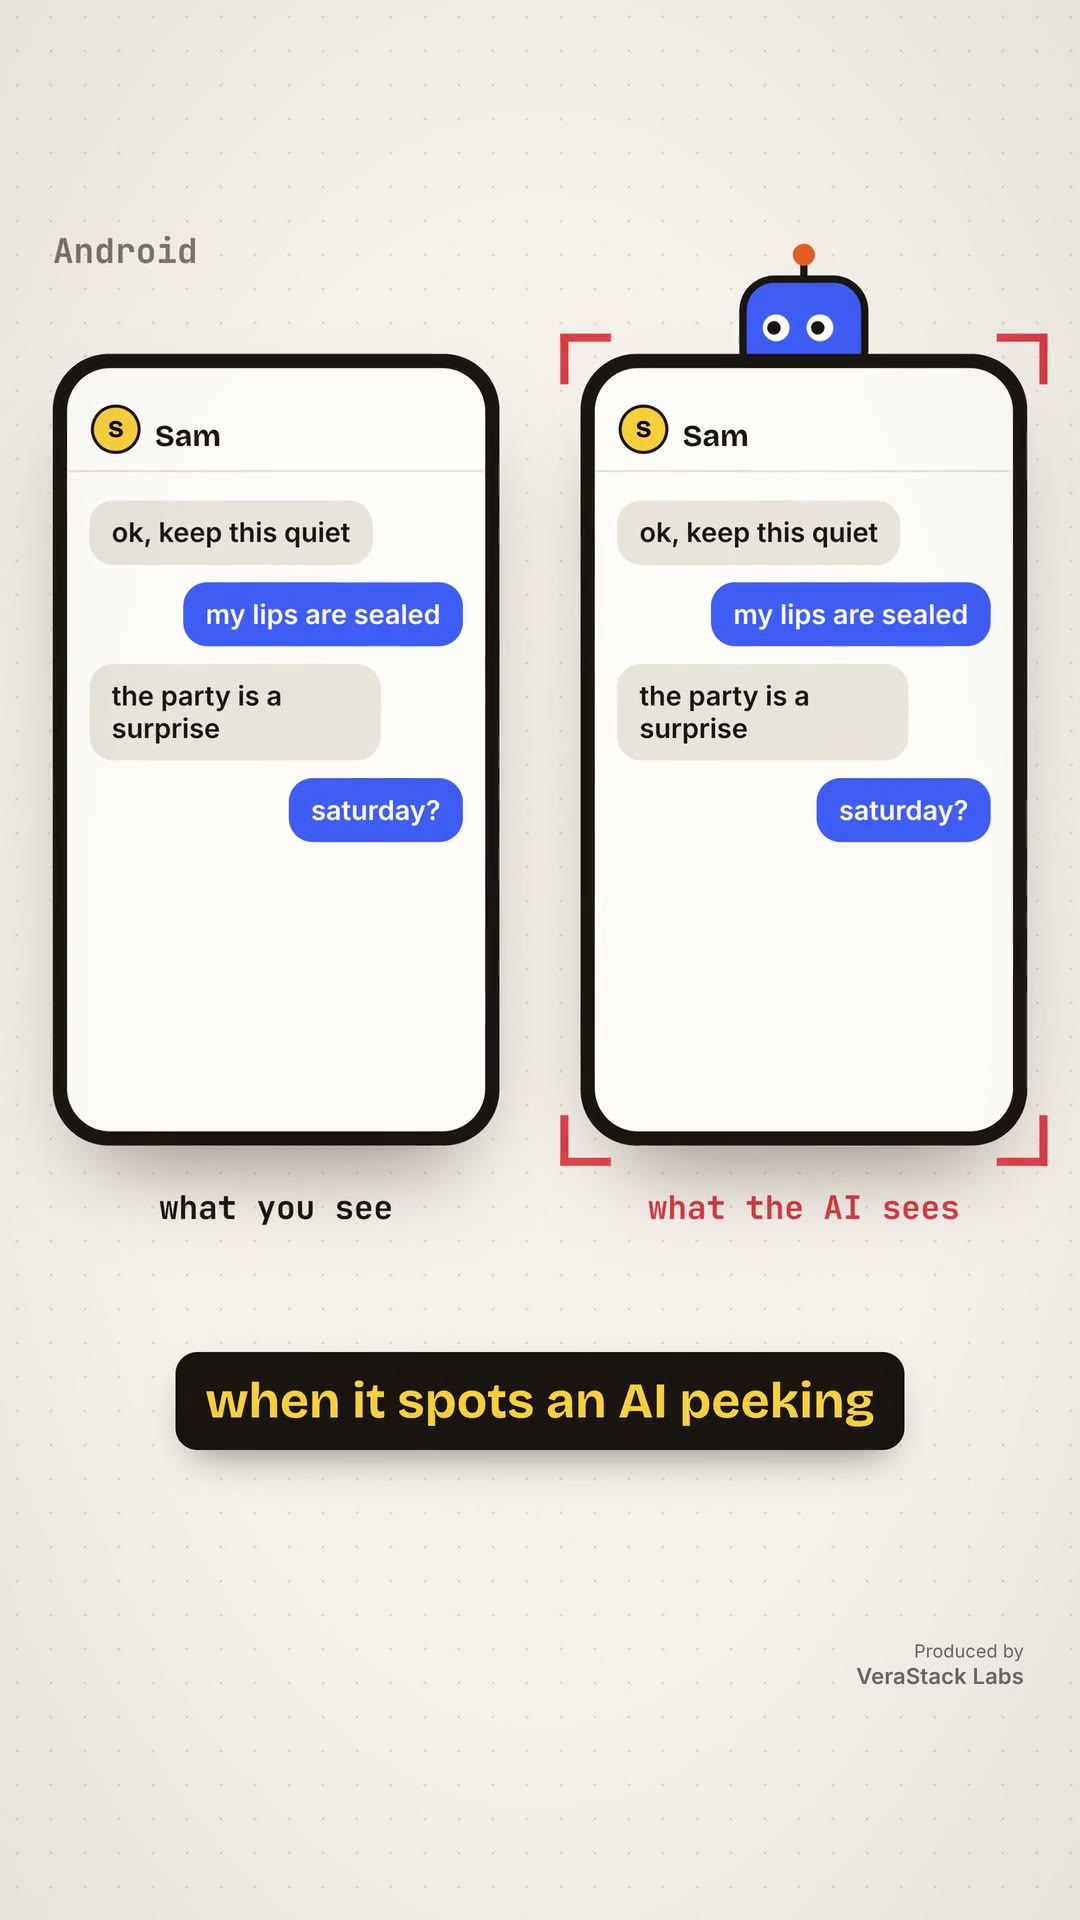 Android
S
Sam
ok, keep this quiet
my lips are sealed
the party is a
surprise
saturday?
what you see
S
Sam
ok, keep this quiet
my lips are sealed
the party is a
surprise
saturday?
what the AI sees
when it spots an AI peeking
Produced by
VeraStack Labs